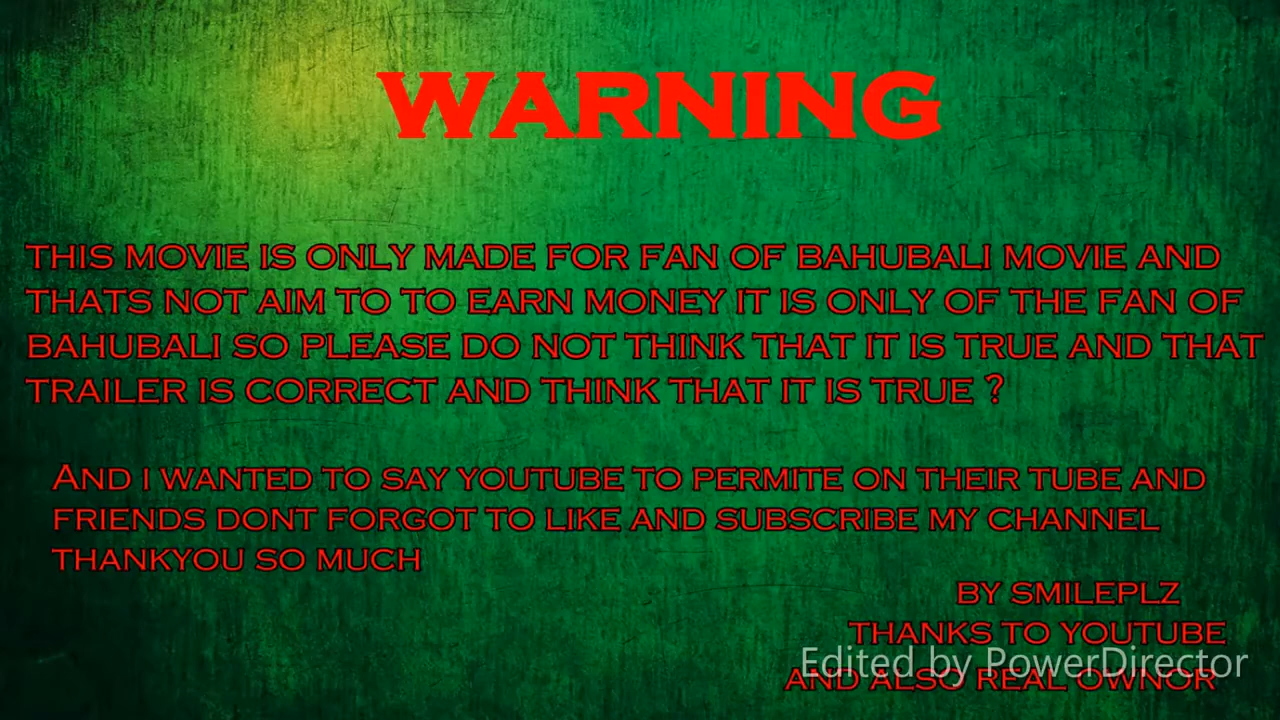 WARNING
THIS MOVIE IS ONLY MADE FOR FAN OF BAHUBALI MOVIE AND
THATS NOT AIM TO TO EARN MONEY IT IS ONLY OF THE FAN OF
BAHUBALI SO PLEASE DO NOT THINK THAT IT IS TRUE AND THAT
TRAILER IS CORRECT AND THINK THAT IT IS TRUE ?
AND I WANTED TO SAY YOUTUBE TO PERMITE ON THEIR TUBE AND
FRIENDS DONT FORGOT TO LIKE AND SUBSCRIBE MY CHANNEL
THANKYOU SO MUCH
BY SMILEPLZ
THANKS TO YOUTUBE
Edited by PowerDirector
AND ALSO REAL OWNOR